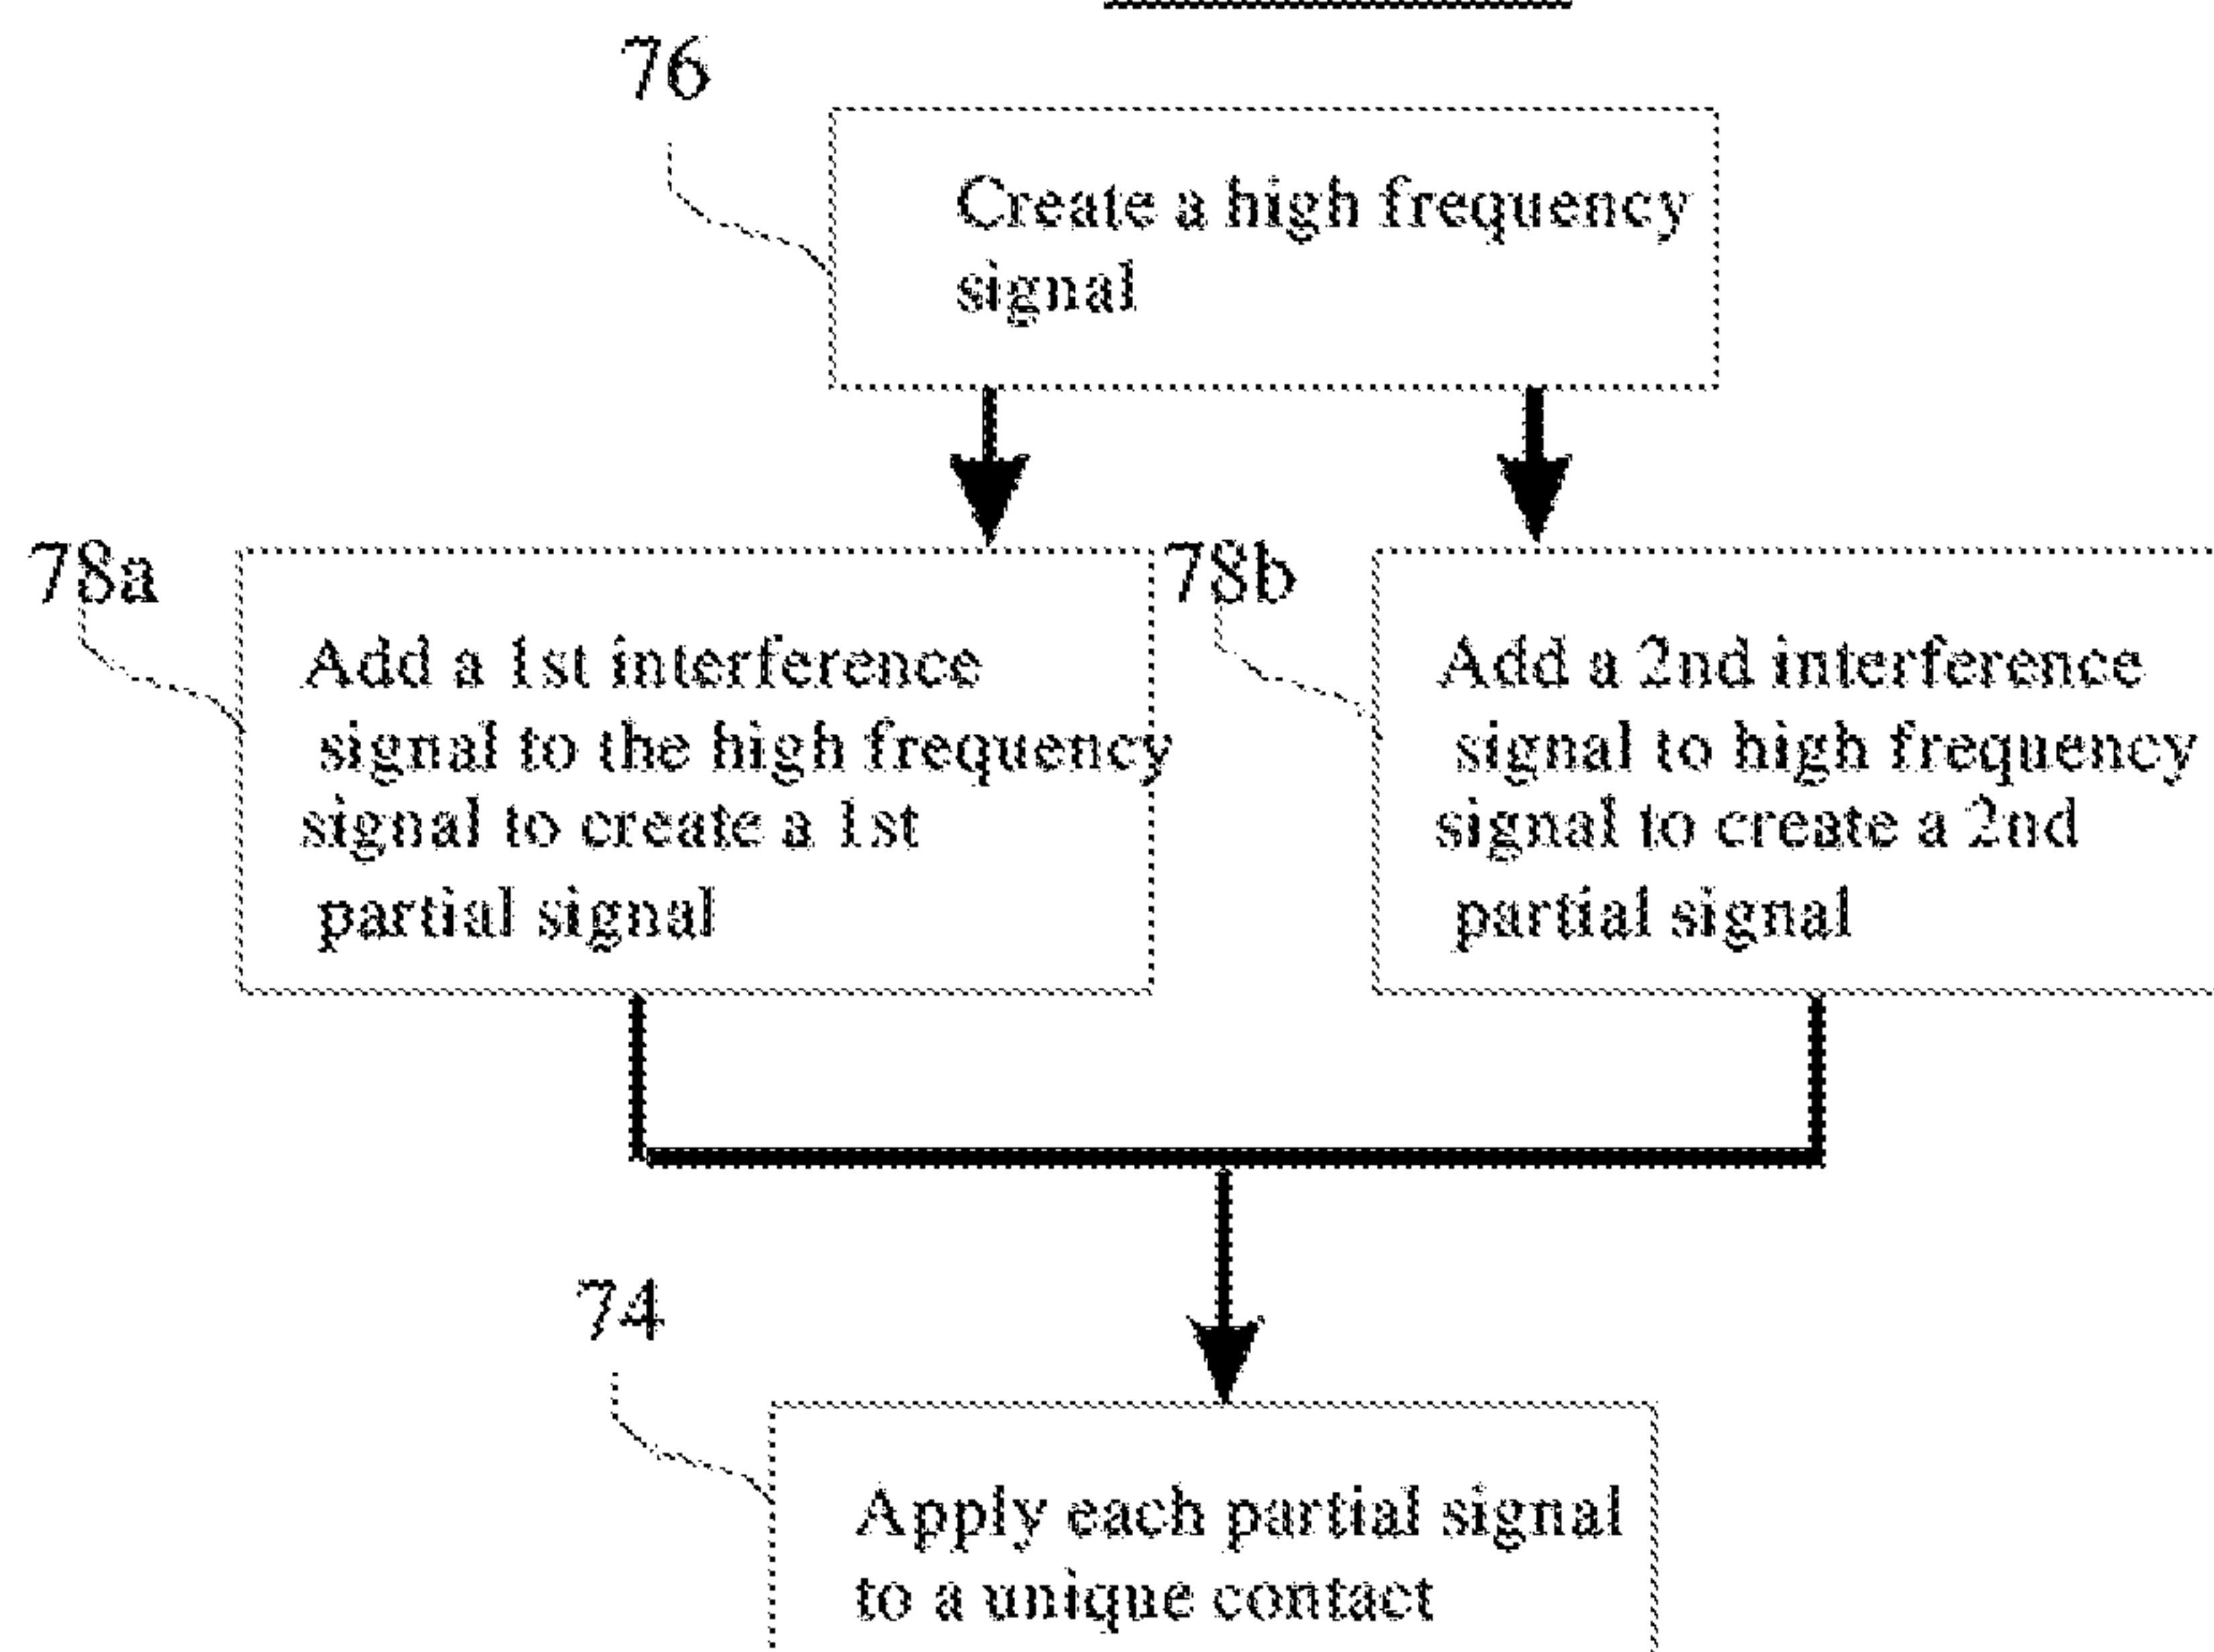 76
Create a high frequency
signal
78a
Add a 1st interference
signal to the high frequency
signal to create a 1st
partial signal
78b
Add a 2nd interference
signal to high frequency
signal to create a 2nd
partial signal
74
Apply each partial signal
to a unique contact